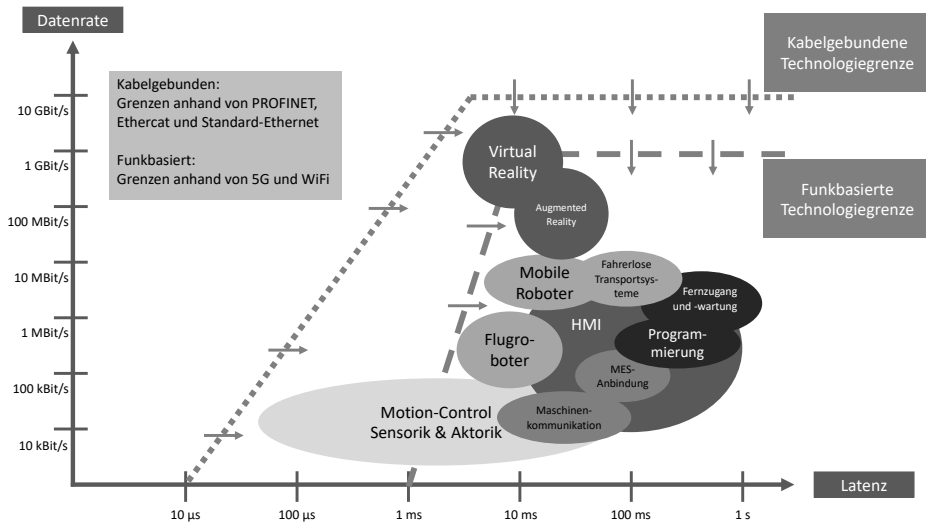 Datenrate
Kabelgebundene
Technologiegrenze
Kabelgebunden:
Grenzen anhand von PROFINET,
Ethercat und Standard-Ethernet
Funkbasiert:
Grenzen anhand von 5G und WiFi
10 GBit/s
1 GBit/s
100 MBit/s
10 MBit/s
1 MBit/s
100 kBit/s
10 kBit/s
Virtual
Reality
Funkbasierte
Technologiegrenze
Augmented
Reality
Mobile
Roboter
Fahrerlose
Transportsys-
teme
Fernzugang
und -wartung
HMI
Flugro-
boter
Program-
mierung
MES-
Anbindung
Motion-Control
Sensorik & Aktorik
Maschinen-
kommunikation
Latenz
10 µs
100 µs
1 ms
10 ms
100 ms
1 s